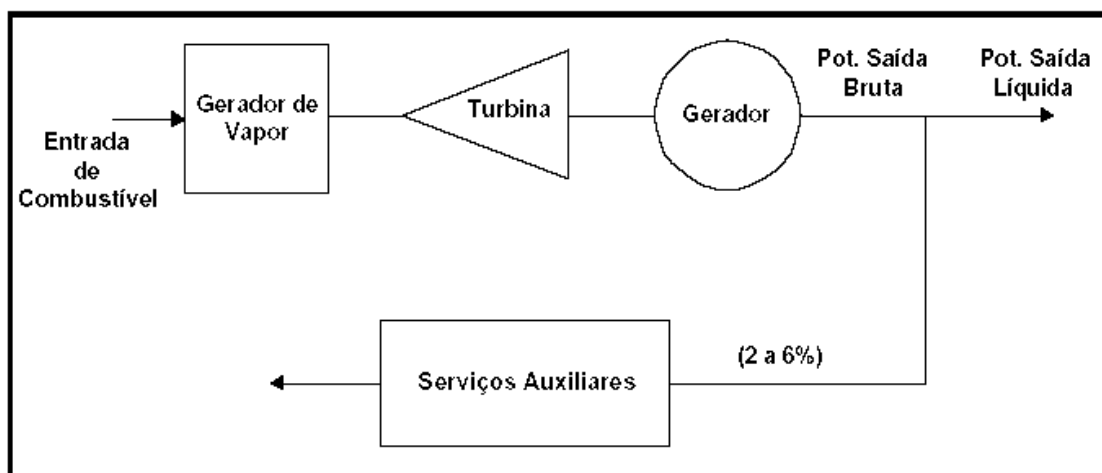 Entrada
de
Combustível
Gerador de
Vapor
Turbina
Gerador
Pot. Saída
Bruta
Pot. Saída
Líquida
(2 a 6%)
Serviços Auxiliares